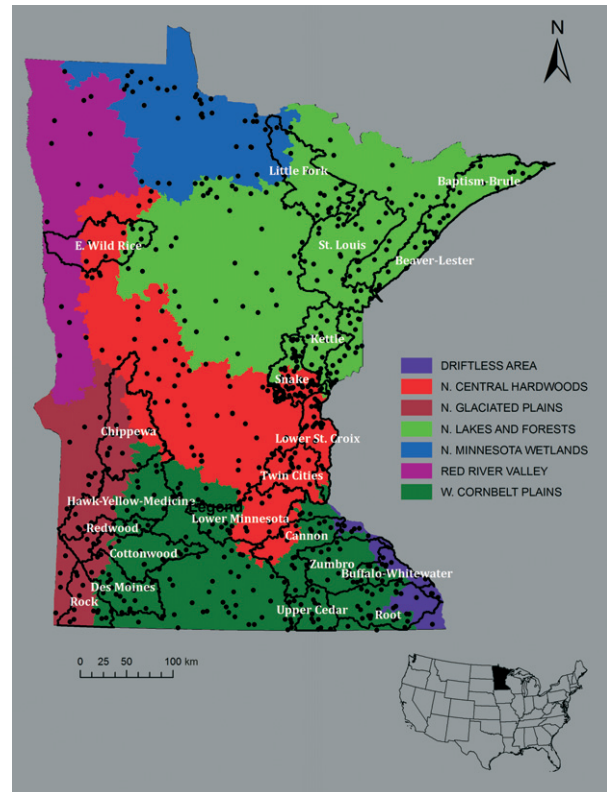 N
Little Fork
Baptism-Brule
E. Wild Rice
St. Louis
Beaver-Lester
Kettle
Snake
DRIFTLESS AREA
N. CENTRAL HARDWOODS
N. GLACIATED PLAINS
N. LAKES AND FORESTS
N. MINNESOTA WETLANDS
RED RIVER VALLEY
W. CORNBELT PLAINS
Chippewa
Lower St. Croix
Twin Cities
Hawk-Yellow-Medicine
Legend
Lower Minnesota
Redwood
Cannon
Cottonwood
Zumbro
Buffalo-Whitewater
Des Moines
Rock
Upper Cedar
Root
0 25 50 100 km